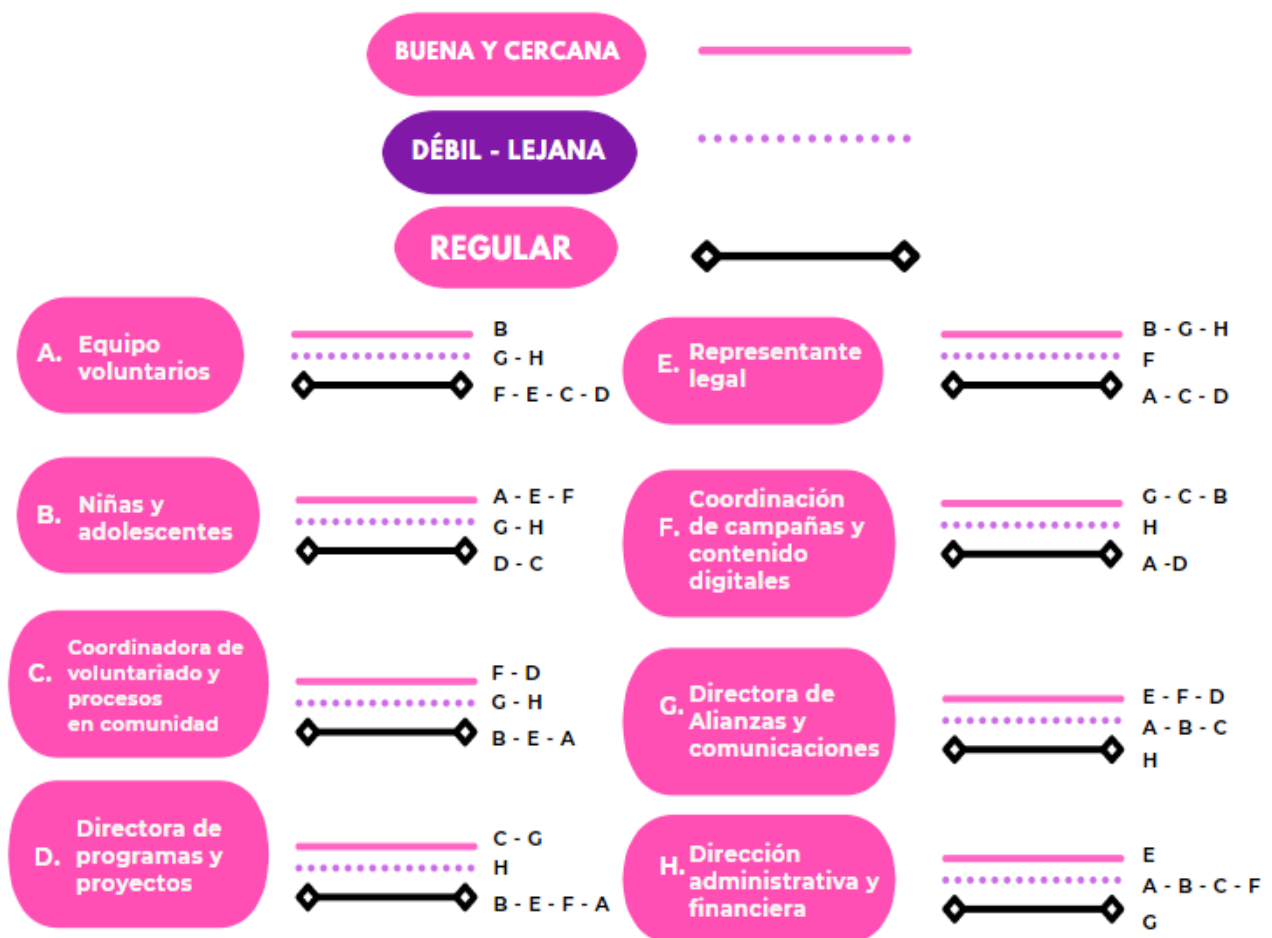 BUENA Y CERCANA
DÉBIL - LEJANA
REGULAR
A. Equipo
voluntarios
B
G - H
F - E - C - D
B. Niñas y
adolescentes
A - E - F
G - H
D - C
C. Coordinadora de
voluntariado y
procesos
en comunidad
F - D
G - H
B - E - A
D. Directora de
programas y
proyectos
C - G
H
B - E - F - A
E. Representante
legal
B - G - H
F
A - C - D
F. Coordinación
de campañas y
contenido
digitales
G - C - B
H
A -D
G. Directora de
Alianzas y
comunicaciones
E - F - D
A - B - C
H
H. Dirección
administrativa y
financiera
E
A - B - C - F
G